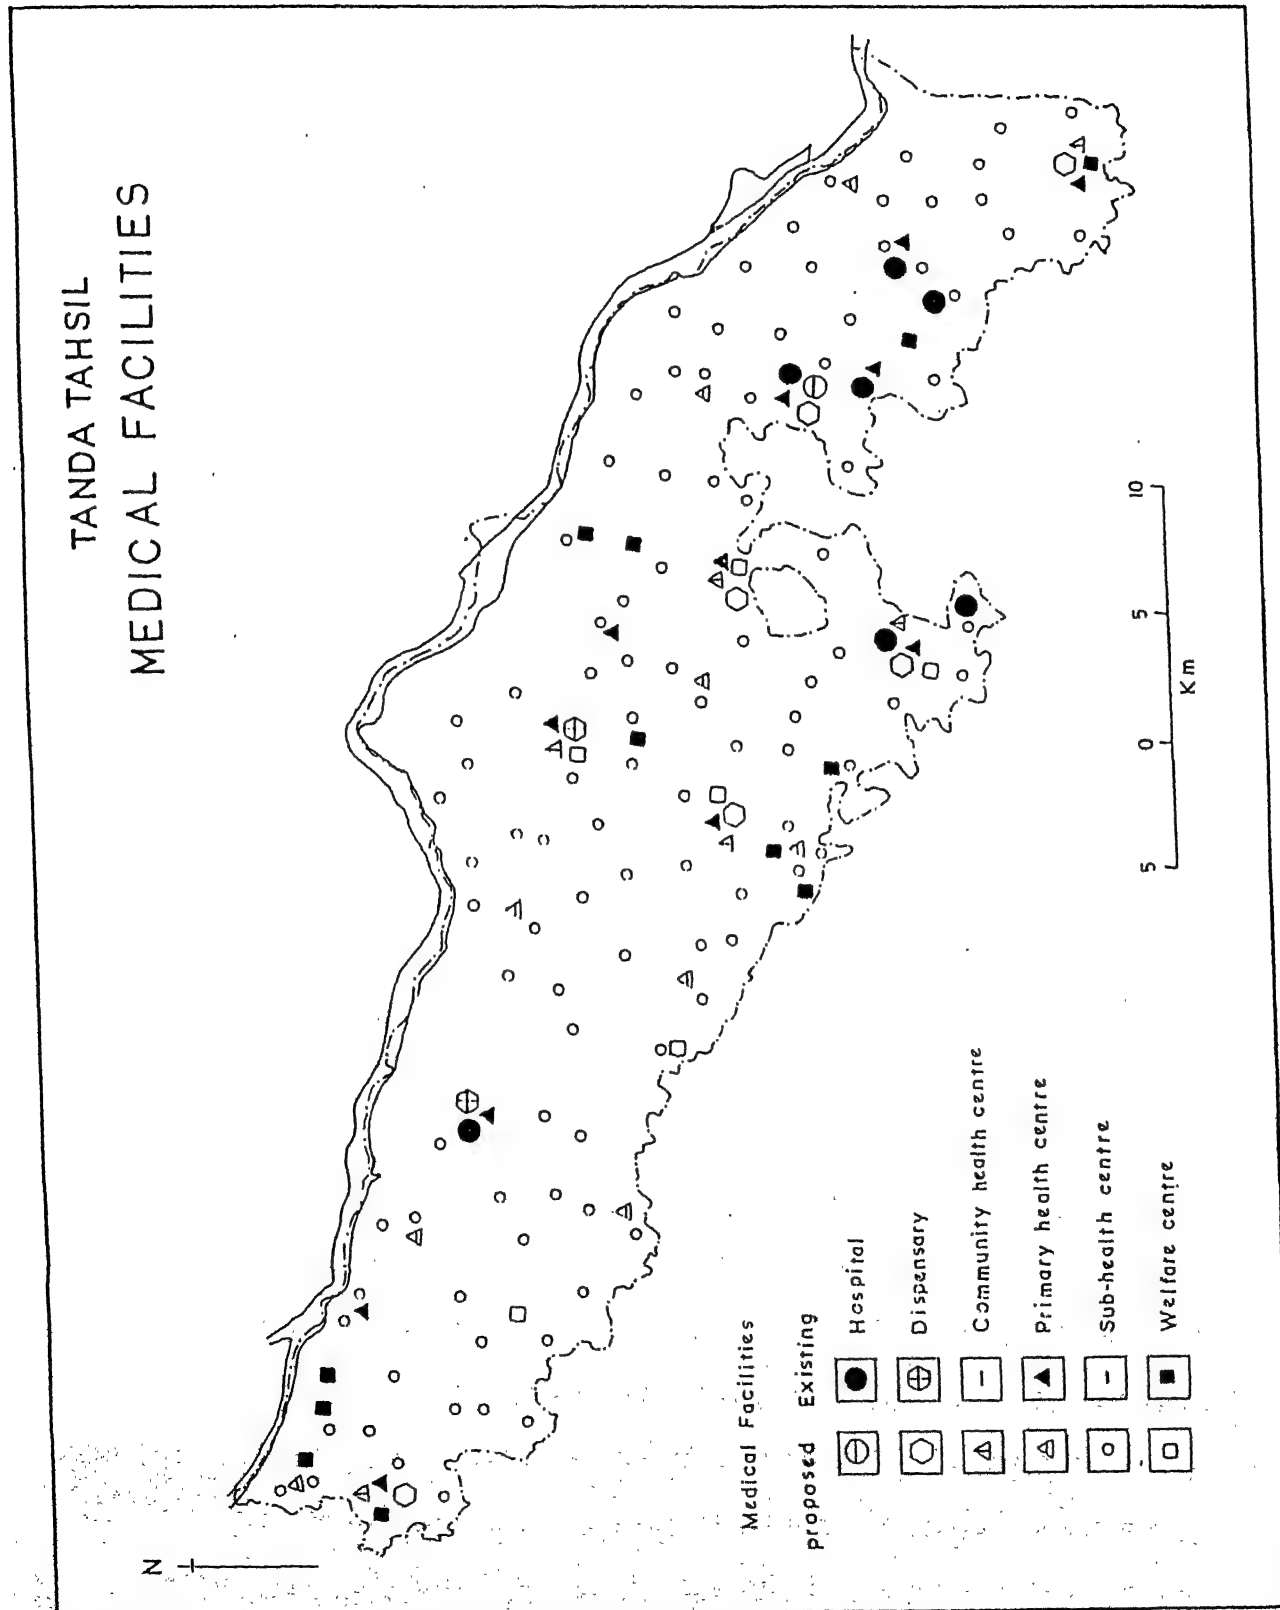 TANDA TAHSIL
MEDICAL FACILITIES
N
Medical Facilities
proposed Existing
Hospital
Dispensary
Community health centre
Primary health centre
Sub-health centre
Welfare centre
5 0 5 10
Km